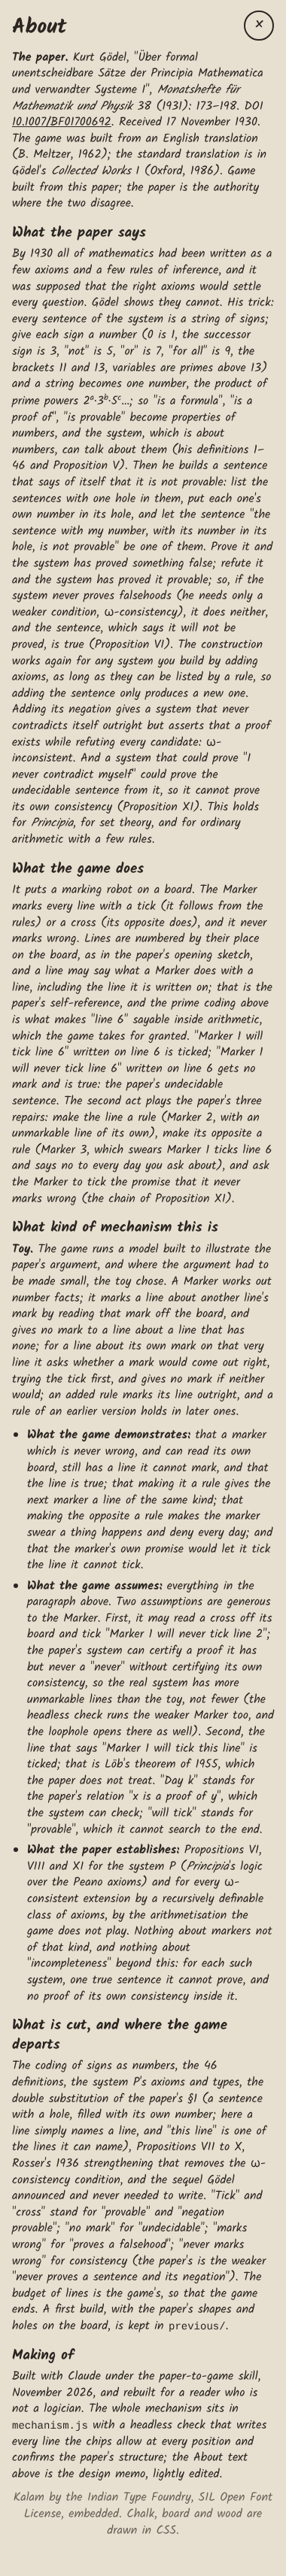 About
×
The paper. Kurt Gödel, "Über formal
unentscheidbare Sätze der Principia Mathematica
und verwandter Systeme I", Monatshefte für
Mathematik und Physik 38 (1931): 173–198. DOI
10.1007/BF01700692. Received 17 November 1930.
The game was built from an English translation
(B. Meltzer, 1962); the standard translation is in
Gödel's Collected Works I (Oxford, 1986). Game
built from this paper; the paper is the authority
where the two disagree.
What the paper says
By 1930 all of mathematics had been written as a
few axioms and a few rules of inference, and it
was supposed that the right axioms would settle
every question. Gödel shows they cannot. His trick:
every sentence of the system is a string of signs;
give each sign a number (0 is 1, the successor
sign is 3, "not" is 5, "or" is 7, "for all" is 9, the
brackets 11 and 13, variables are primes above 13)
and a string becomes one number, the product of
prime powers 2ᵃ·3ᵇ·5ᶜ…; so "is a formula", "is a
proof of", "is provable" become properties of
numbers, and the system, which is about
numbers, can talk about them (his definitions 1–
46 and Proposition V). Then he builds a sentence
that says of itself that it is not provable: list the
sentences with one hole in them, put each one's
own number in its hole, and let the sentence "the
sentence with my number, with its number in its
hole, is not provable" be one of them. Prove it and
the system has proved something false; refute it
and the system has proved it provable; so, if the
system never proves falsehoods (he needs only a
weaker condition, ω-consistency), it does neither,
and the sentence, which says it will not be
proved, is true (Proposition VI). The construction
works again for any system you build by adding
axioms, as long as they can be listed by a rule, so
adding the sentence only produces a new one.
Adding its negation gives a system that never
contradicts itself outright but asserts that a proof
exists while refuting every candidate: ω-
inconsistent. And a system that could prove "I
never contradict myself" could prove the
undecidable sentence from it, so it cannot prove
its own consistency (Proposition XI). This holds
for Principia, for set theory, and for ordinary
arithmetic with a few rules.
What the game does
It puts a marking robot on a board. The Marker
marks every line with a tick (it follows from the
rules) or a cross (its opposite does), and it never
marks wrong. Lines are numbered by their place
on the board, as in the paper's opening sketch,
and a line may say what a Marker does with a
line, including the line it is written on; that is the
paper's self-reference, and the prime coding above
is what makes "line 6" sayable inside arithmetic,
which the game takes for granted. "Marker 1 will
tick line 6" written on line 6 is ticked; "Marker 1
will never tick line 6" written on line 6 gets no
mark and is true: the paper's undecidable
sentence. The second act plays the paper's three
repairs: make the line a rule (Marker 2, with an
unmarkable line of its own), make its opposite a
rule (Marker 3, which swears Marker 1 ticks line 6
and says no to every day you ask about), and ask
the Marker to tick the promise that it never
marks wrong (the chain of Proposition XI).
What kind of mechanism this is
Toy. The game runs a model built to illustrate the
paper's argument, and where the argument had to
be made small, the toy chose. A Marker works out
number facts; it marks a line about another line's
mark by reading that mark off the board, and
gives no mark to a line about a line that has
none; for a line about its own mark on that very
line it asks whether a mark would come out right,
trying the tick first, and gives no mark if neither
would; an added rule marks its line outright, and a
rule of an earlier version holds in later ones.
• What the game demonstrates: that a marker
which is never wrong, and can read its own
board, still has a line it cannot mark, and that
the line is true; that making it a rule gives the
next marker a line of the same kind; that
making the opposite a rule makes the marker
swear a thing happens and deny every day; and
that the marker's own promise would let it tick
the line it cannot tick.
• What the game assumes: everything in the
paragraph above. Two assumptions are generous
to the Marker. First, it may read a cross off its
board and tick "Marker 1 will never tick line 2";
the paper's system can certify a proof it has
but never a "never" without certifying its own
consistency, so the real system has more
unmarkable lines than the toy, not fewer (the
headless check runs the weaker Marker too, and
the loophole opens there as well). Second, the
line that says "Marker 1 will tick this line" is
ticked; that is Löb's theorem of 1955, which
the paper does not treat. "Day k" stands for
the paper's relation "x is a proof of y", which
the system can check; "will tick" stands for
"provable", which it cannot search to the end.
• What the paper establishes: Propositions VI,
VIII and XI for the system P (Principia's logic
over the Peano axioms) and for every ω-
consistent extension by a recursively definable
class of axioms, by the arithmetisation the
game does not play. Nothing about markers not
of that kind, and nothing about
"incompleteness" beyond this: for each such
system, one true sentence it cannot prove, and
no proof of its own consistency inside it.
What is cut, and where the game
departs
The coding of signs as numbers, the 46
definitions, the system P's axioms and types, the
double substitution of the paper's §1 (a sentence
with a hole, filled with its own number; here a
line simply names a line, and "this line" is one of
the lines it can name), Propositions VII to X,
Rosser's 1936 strengthening that removes the ω-
consistency condition, and the sequel Gödel
announced and never needed to write. "Tick" and
"cross" stand for "provable" and "negation
provable"; "no mark" for "undecidable"; "marks
wrong" for "proves a falsehood"; "never marks
wrong" for consistency (the paper's is the weaker
"never proves a sentence and its negation"). The
budget of lines is the game's, so that the game
ends. A first build, with the paper's shapes and
holes on the board, is kept in previous/.
Making of
Built with Claude under the paper-to-game skill,
November 2026, and rebuilt for a reader who is
not a logician. The whole mechanism sits in
mechanism.js with a headless check that writes
every line the chips allow at every position and
confirms the paper's structure; the About text
above is the design memo, lightly edited.
Kalam by the Indian Type Foundry, SIL Open Font
License, embedded. Chalk, board and wood are
drawn in CSS.